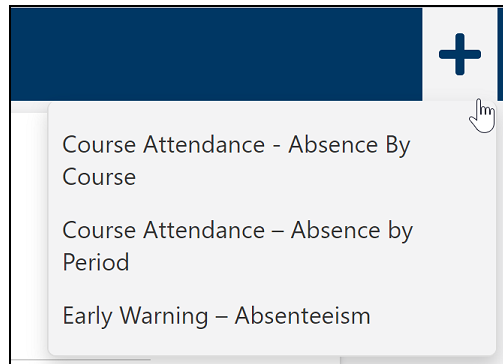 Course Attendance - Absence By
Course
Course Attendance – Absence by
Period
Early Warning – Absenteeism